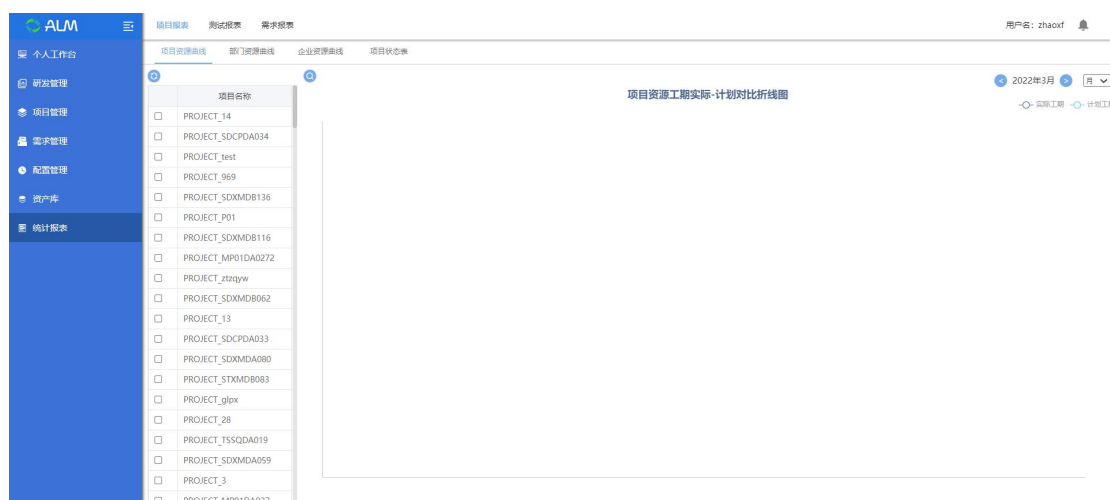 ALM
项目报表 测试报表 需求报表
用户名：zhaoxf
个人工作台
研发管理
项目管理
需求管理
配置管理
资产库
统计报表
项目资源曲线 部门资源曲线 企业资源曲线 项目状态表
2022年3月 月
项目资源工期实际-计划对比折线图
实际工期 计划工期
项目名称
PROJECT_14
PROJECT_SDCPDA034
PROJECT_test
PROJECT_969
PROJECT_SDXMDB136
PROJECT_P01
PROJECT_SDXMDB116
PROJECT_MP01DA0272
PROJECT_ztzqyw
PROJECT_SDXMDB062
PROJECT_13
PROJECT_SDCPDA033
PROJECT_SDXMDA080
PROJECT_STXMDB083
PROJECT_glpx
PROJECT_28
PROJECT_TSSQDA019
PROJECT_SDXMDA059
PROJECT_3
PROJECT_MP01DA027